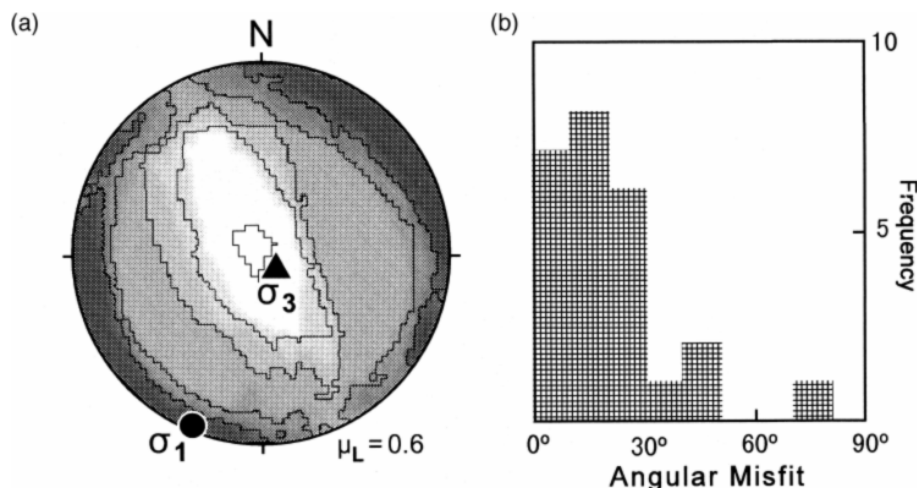 (a)
N
σ3
σ1
μL = 0.6
(b)
10
5
Frequency
0°
30°
60°
90°
Angular Misfit